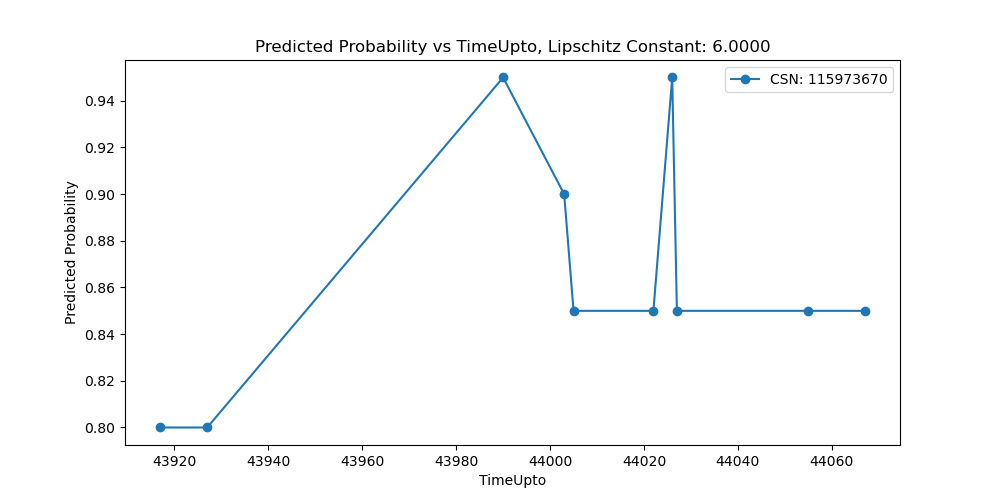 Predicted Probability vs TimeUpto, Lipschitz Constant: 6.0000
CSN: 115973670
Predicted Probability
0.94
0.92
0.90
0.88
0.86
0.84
0.82
0.80
43920 43940 43960 43980 44000 44020 44040 44060
TimeUpto